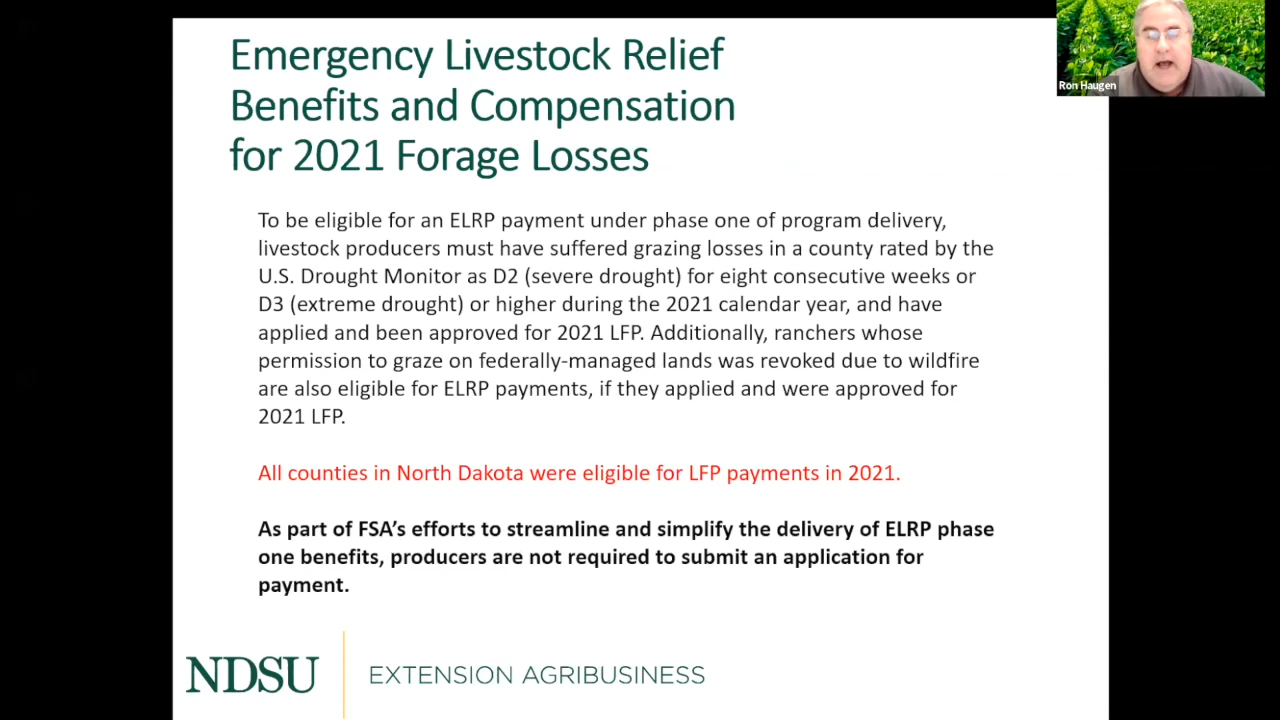 Emergency Livestock Relief
Benefits and Compensation
for 2021 Forage Losses
Ron Haugen
To be eligible for an ELRP payment under phase one of program delivery,
livestock producers must have suffered grazing losses in a county rated by the
U.S. Drought Monitor as D2 (severe drought) for eight consecutive weeks or
D3 (extreme drought) or higher during the 2021 calendar year, and have
applied and been approved for 2021 LFP. Additionally, ranchers whose
permission to graze on federally-managed lands was revoked due to wildfire
are also eligible for ELRP payments, if they applied and were approved for
2021 LFP.
All counties in North Dakota were eligible for LFP payments in 2021.
As part of FSA’s efforts to streamline and simplify the delivery of ELRP phase
one benefits, producers are not required to submit an application for
payment.
NDSU EXTENSION AGRIBUSINESS